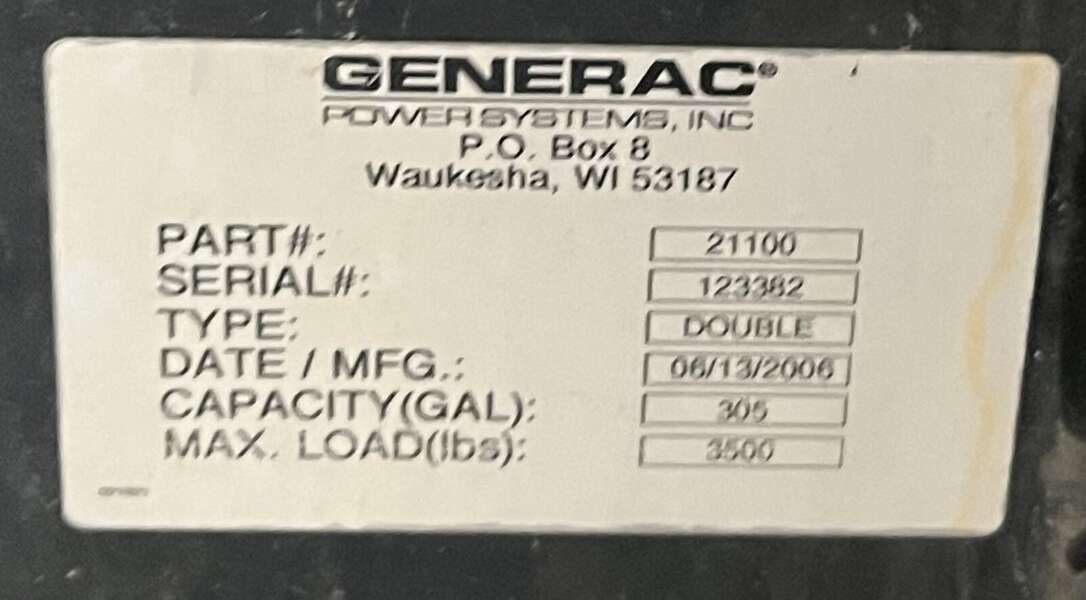 GENERAC®
POWER SYSTEMS, INC
P.O. Box 8
Waukesha, WI 53187
PART#: 21100
SERIAL#: 123382
TYPE: DOUBLE
DATE / MFG.: 06/13/2006
CAPACITY(GAL): 305
MAX. LOAD(lbs): 3500